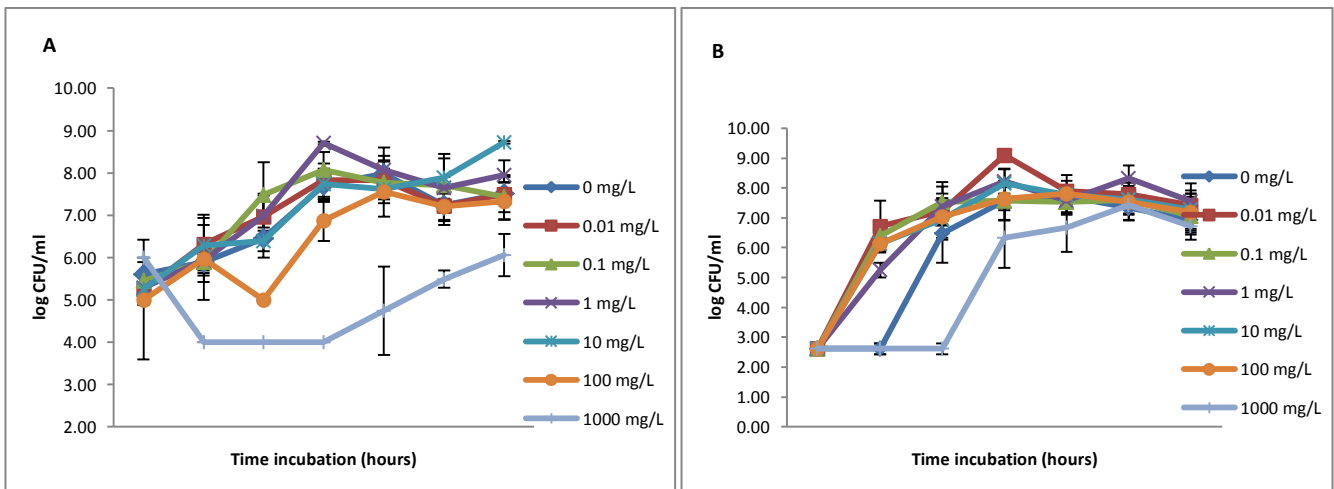 A
10.00
9.00
8.00
7.00
6.00
5.00
4.00
3.00
2.00
log CFU/ml
Time incubation (hours)
0 mg/L
0.01 mg/L
0.1 mg/L
1 mg/L
10 mg/L
100 mg/L
1000 mg/L
B
10.00
9.00
8.00
7.00
6.00
5.00
4.00
3.00
2.00
1.00
0.00
log CFU/ml
Time incubation (hours)
0 mg/L
0.01 mg/L
0.1 mg/L
1 mg/L
10 mg/L
100 mg/L
1000 mg/L